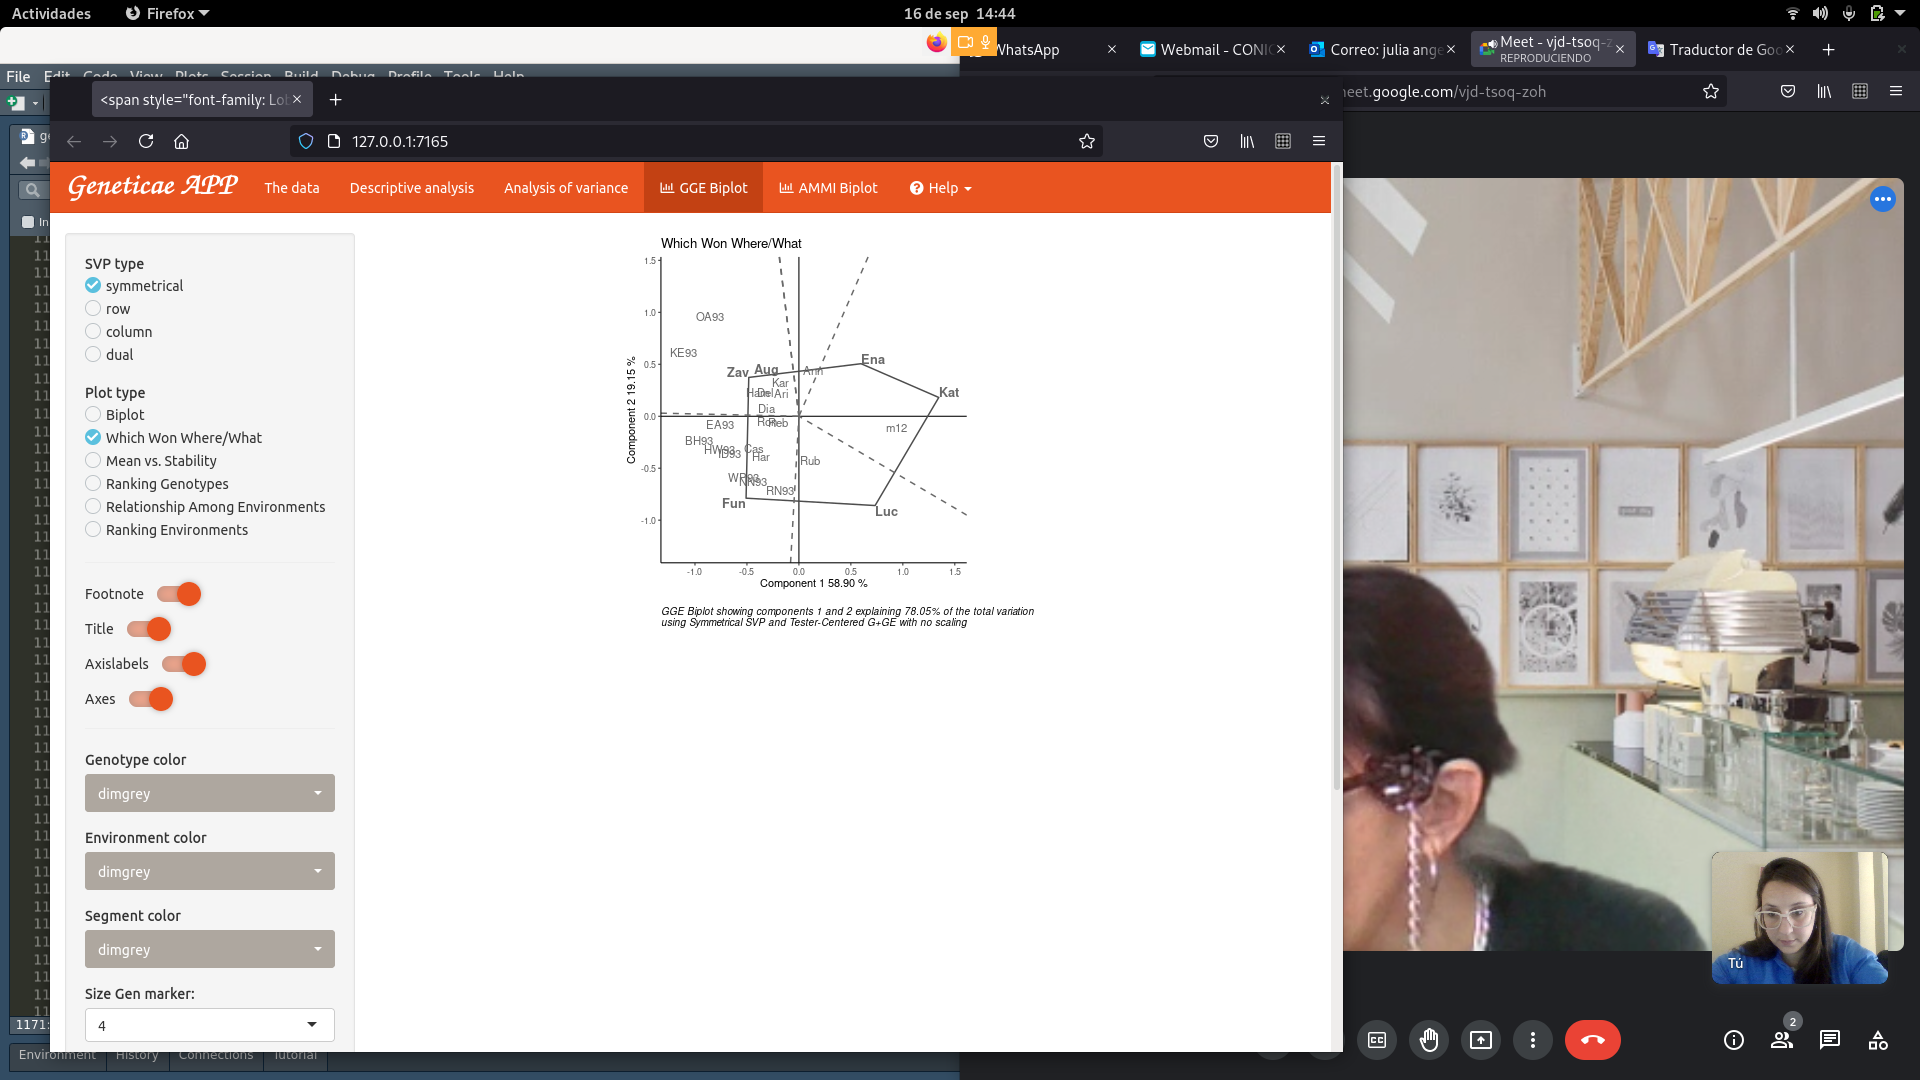 Actividades
Firefox
16 de sep 14:44
WhatsApp
Webmail - CONIC
Correo: julia ange
Meet - vjd-tsoq-z
REPRODUCIENDO
Traductor de Goo
File Edit Code View Plots Session Build Debug Profile Tools Help
<span style="font-family: Lob
meet.google.com/vjd-tsoq-zoh
127.0.0.1:7165
Geneticae APP
The data
Descriptive analysis
Analysis of variance
GGE Biplot
AMMI Biplot
Help
SVP type
symmetrical
row
column
dual
Plot type
Biplot
Which Won Where/What
Mean vs. Stability
Ranking Genotypes
Relationship Among Environments
Ranking Environments
Footnote
Title
Axislabels
Axes
Genotype color
dimgrey
Environment color
dimgrey
Segment color
dimgrey
Size Gen marker:
4
Which Won Where/What
1.5
1.0
0.5
0.0
-0.5
-1.0
Component 2 19.15 %
OA93
KE93
Zav
Aug
Ann
Ena
Kar
Ham
Del
Ari
Kat
Dia
EA93
Ron
Reb
m12
BH93
HW93
ID93
Cas
Har
Rub
WP93
NN93
RN93
Fun
Luc
-1.0 -0.5 0.0 0.5 1.0 1.5
Component 1 58.90 %
GGE Biplot showing components 1 and 2 explaining 78.05% of the total variation
using Symmetrical SVP and Tester-Centered G+GE with no scaling
1171:
Environment History Connections Tutorial
Tú
2